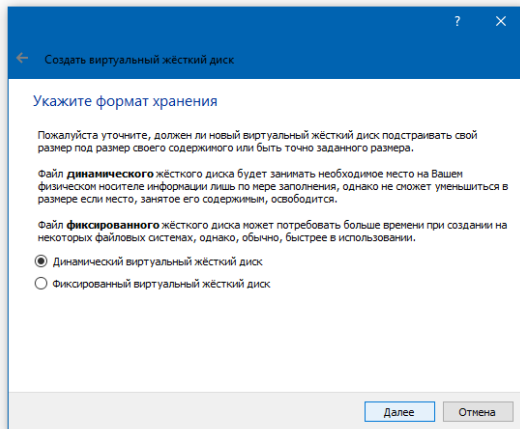 ?
Создать виртуальный жёсткий диск
Укажите формат хранения
Пожалуйста уточните, должен ли новый виртуальный жёсткий диск подстраивать свой
размер под размер своего содержимого или быть точно заданного размера.
Файл динамического жёсткого диска будет занимать необходимое место на Вашем
физическом носителе информации лишь по мере заполнения, однако не сможет уменьшиться в
размере если место, занятое его содержимым, освободится.
Файл фиксированного жёсткого диска может потребовать больше времени при создании на
некоторых файловых системах, однако, обычно, быстрее в использовании.
Динамический виртуальный жёсткий диск
Фиксированный виртуальный жёсткий диск
Далее
Отмена